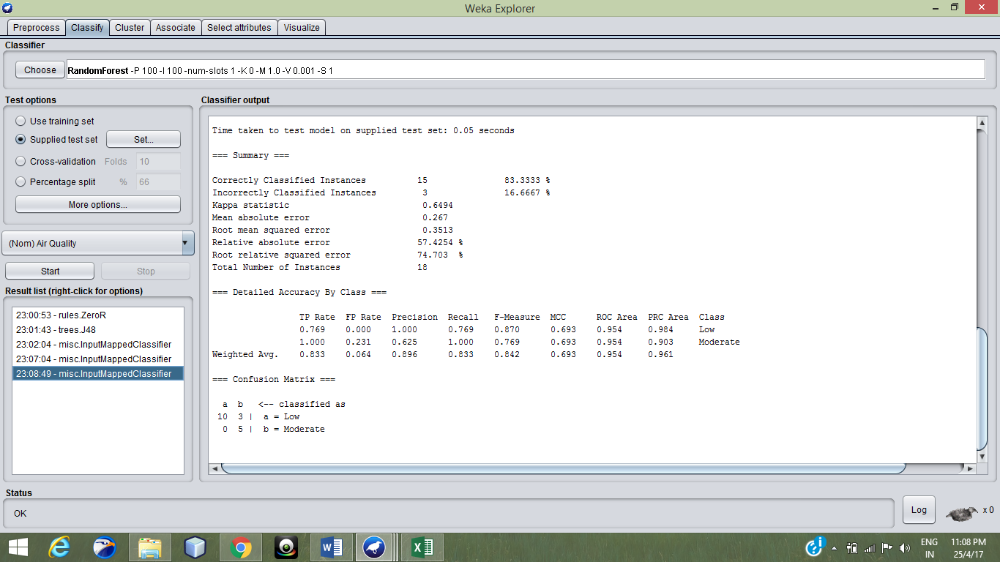 Weka Explorer
Preprocess Classify Cluster Associate Select attributes Visualize
Classifier
Choose RandomForest -P 100 -I 100 -num-slots 1 -K 0 -M 1.0 -V 0.001 -S 1
Test options
Use training set
Supplied test set Set...
Cross-validation Folds 10
Percentage split % 66
More options...
(Nom) Air Quality
Start Stop
Result list (right-click for options)
23:00:53 - rules.ZeroR
23:01:43 - trees.J48
23:02:04 - misc.InputMappedClassifier
23:07:04 - misc.InputMappedClassifier
23:08:49 - misc.InputMappedClassifier
Classifier output
Time taken to test model on supplied test set: 0.05 seconds
=== Summary ===
Correctly Classified Instances 15 83.3333 %
Incorrectly Classified Instances 3 16.6667 %
Kappa statistic 0.6494
Mean absolute error 0.267
Root mean squared error 0.3513
Relative absolute error 57.4254 %
Root relative squared error 74.703 %
Total Number of Instances 18
=== Detailed Accuracy By Class ===
TP Rate FP Rate Precision Recall F-Measure MCC ROC Area PRC Area Class
0.769 0.000 1.000 0.769 0.870 0.693 0.954 0.984 Low
1.000 0.231 0.625 1.000 0.769 0.693 0.954 0.903 Moderate
Weighted Avg. 0.833 0.064 0.896 0.833 0.842 0.693 0.954 0.961
=== Confusion Matrix ===
a b <-- classified as
10 3 | a = Low
0 5 | b = Moderate
Status
OK
Log
x 0
ENG
IN
11:08 PM
25/4/17